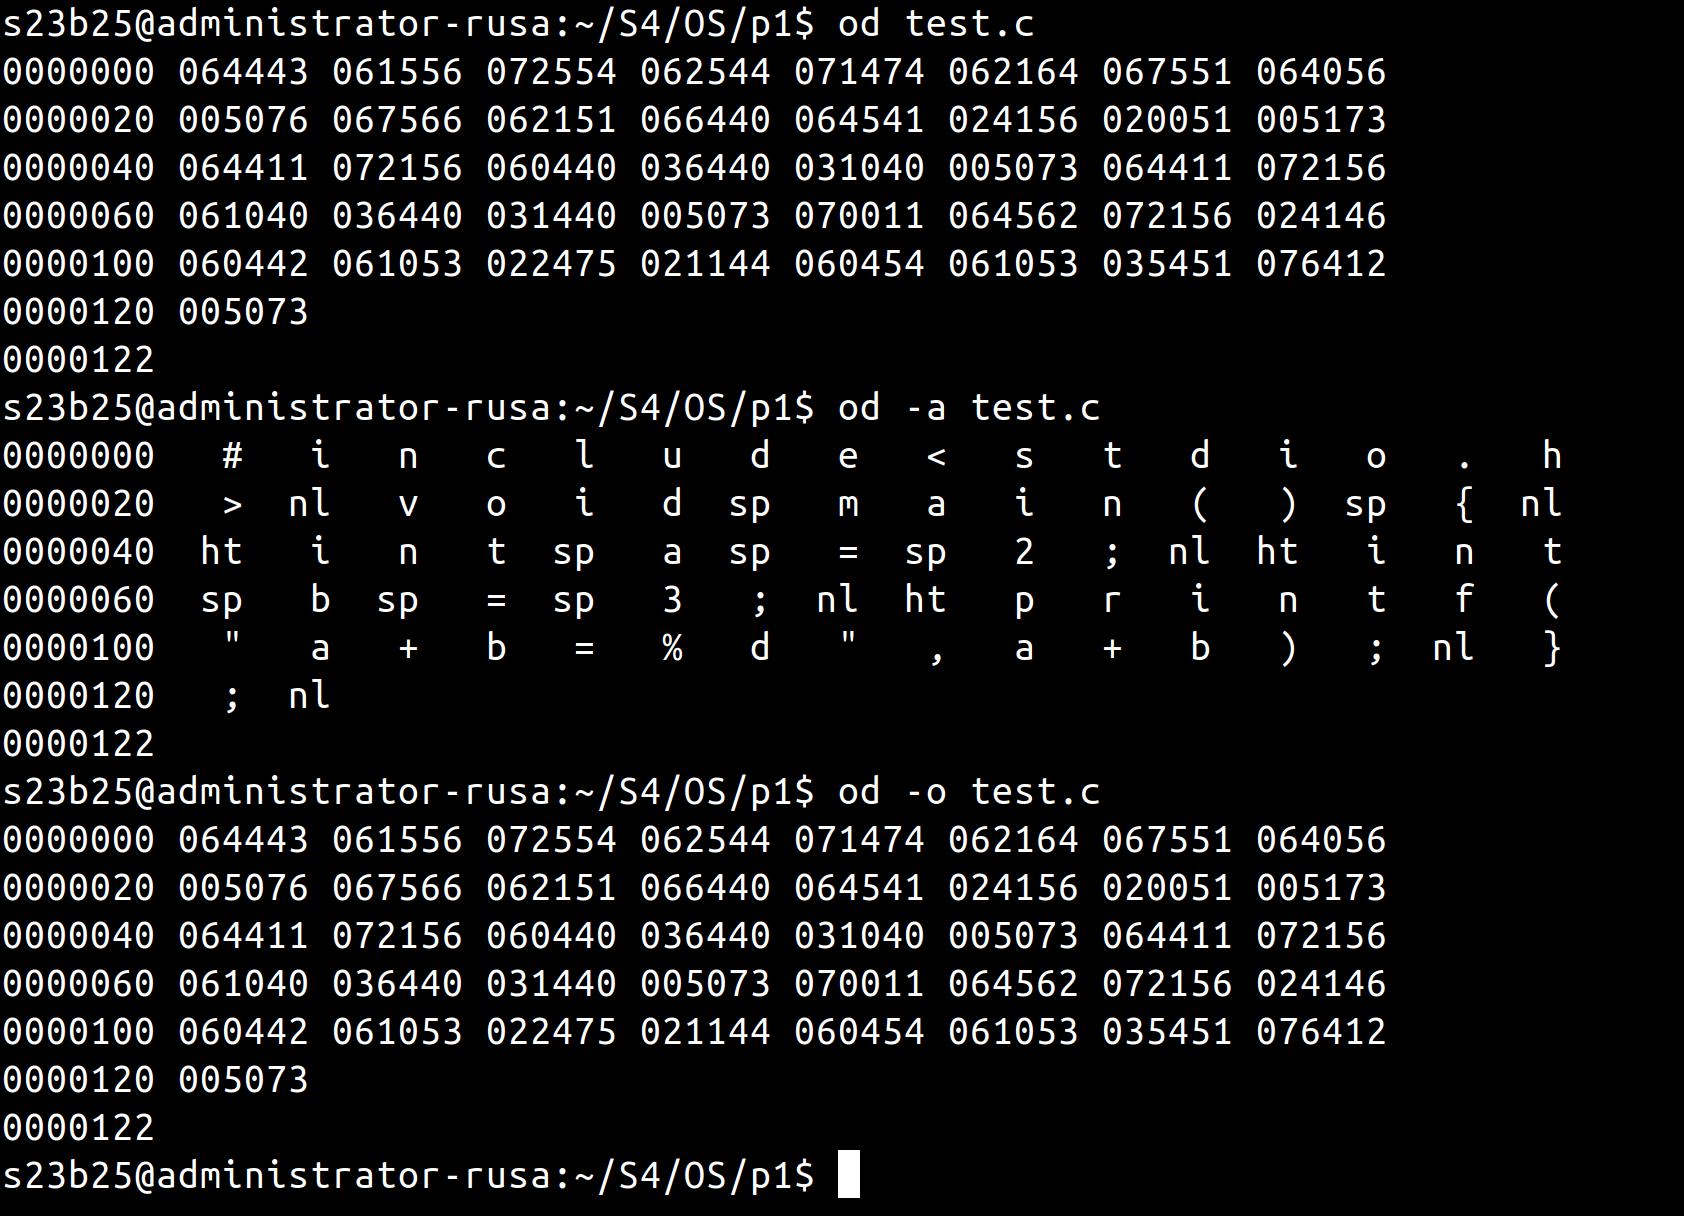 s23b25@administrator-rusa:~/S4/OS/p1$ od test.c
0000000 064443 061556 072554 062544 071474 062164 067551 064056
0000020 005076 067566 062151 066440 064541 024156 020051 005173
0000040 064411 072156 060440 036440 031040 005073 064411 072156
0000060 061040 036440 031440 005073 070011 064562 072156 024146
0000100 060442 061053 022475 021144 060454 061053 035451 076412
0000120 005073
0000122
s23b25@administrator-rusa:~/S4/OS/p1$ od -a test.c
0000000   #   i   n   c   l   u   d   e   <   s   t   d   i   o   .   h
0000020   >  nl   v   o   i   d  sp   m   a   i   n   (   )  sp   {  nl
0000040  ht   i   n   t  sp   a  sp   =  sp   2   ;  nl  ht   i   n   t
0000060  sp   b  sp   =  sp   3   ;  nl  ht   p   r   i   n   t   f   (
0000100   "   a   +   b   =   %   d   "   ,   a   +   b   )   ;  nl   }
0000120   ;  nl
0000122
s23b25@administrator-rusa:~/S4/OS/p1$ od -o test.c
0000000 064443 061556 072554 062544 071474 062164 067551 064056
0000020 005076 067566 062151 066440 064541 024156 020051 005173
0000040 064411 072156 060440 036440 031040 005073 064411 072156
0000060 061040 036440 031440 005073 070011 064562 072156 024146
0000100 060442 061053 022475 021144 060454 061053 035451 076412
0000120 005073
0000122
s23b25@administrator-rusa:~/S4/OS/p1$